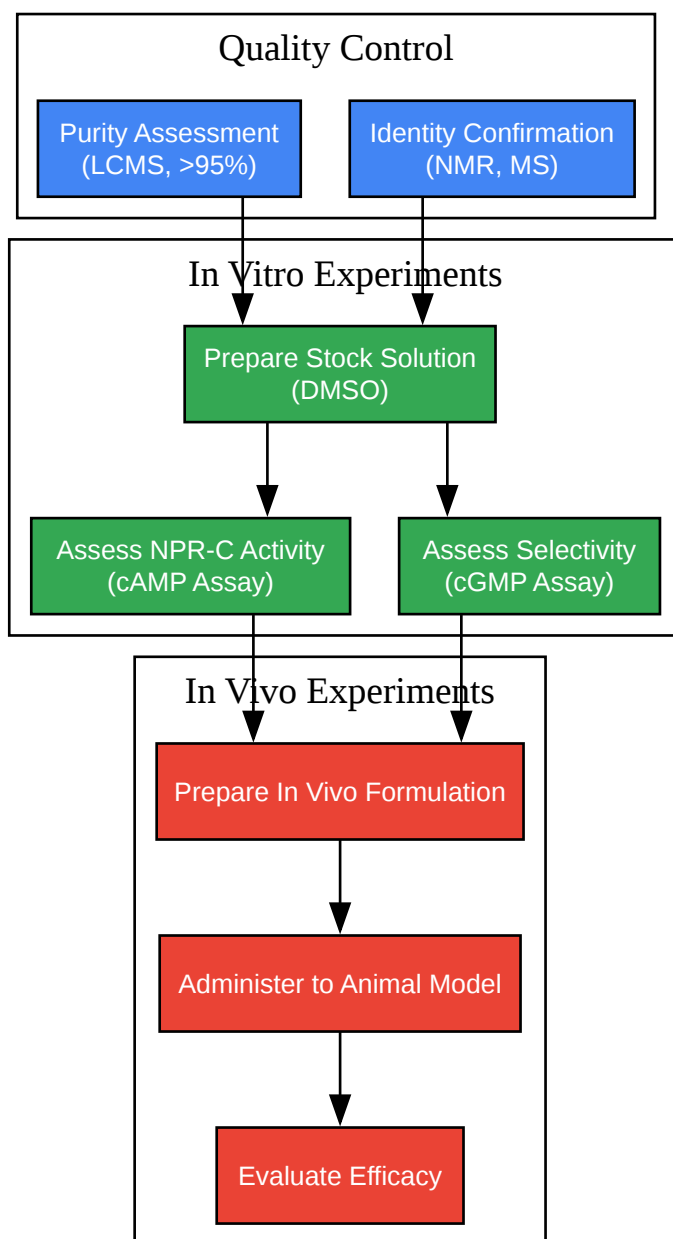 Quality Control
Purity Assessment
(LCMS, >95%)
Identity Confirmation
(NMR, MS)
In Vitro Experiments
Prepare Stock Solution
(DMSO)
Assess NPR-C Activity
(cAMP Assay)
Assess Selectivity
(cGMP Assay)
In Vivo Experiments
Prepare In Vivo Formulation
Administer to Animal Model
Evaluate Efficacy